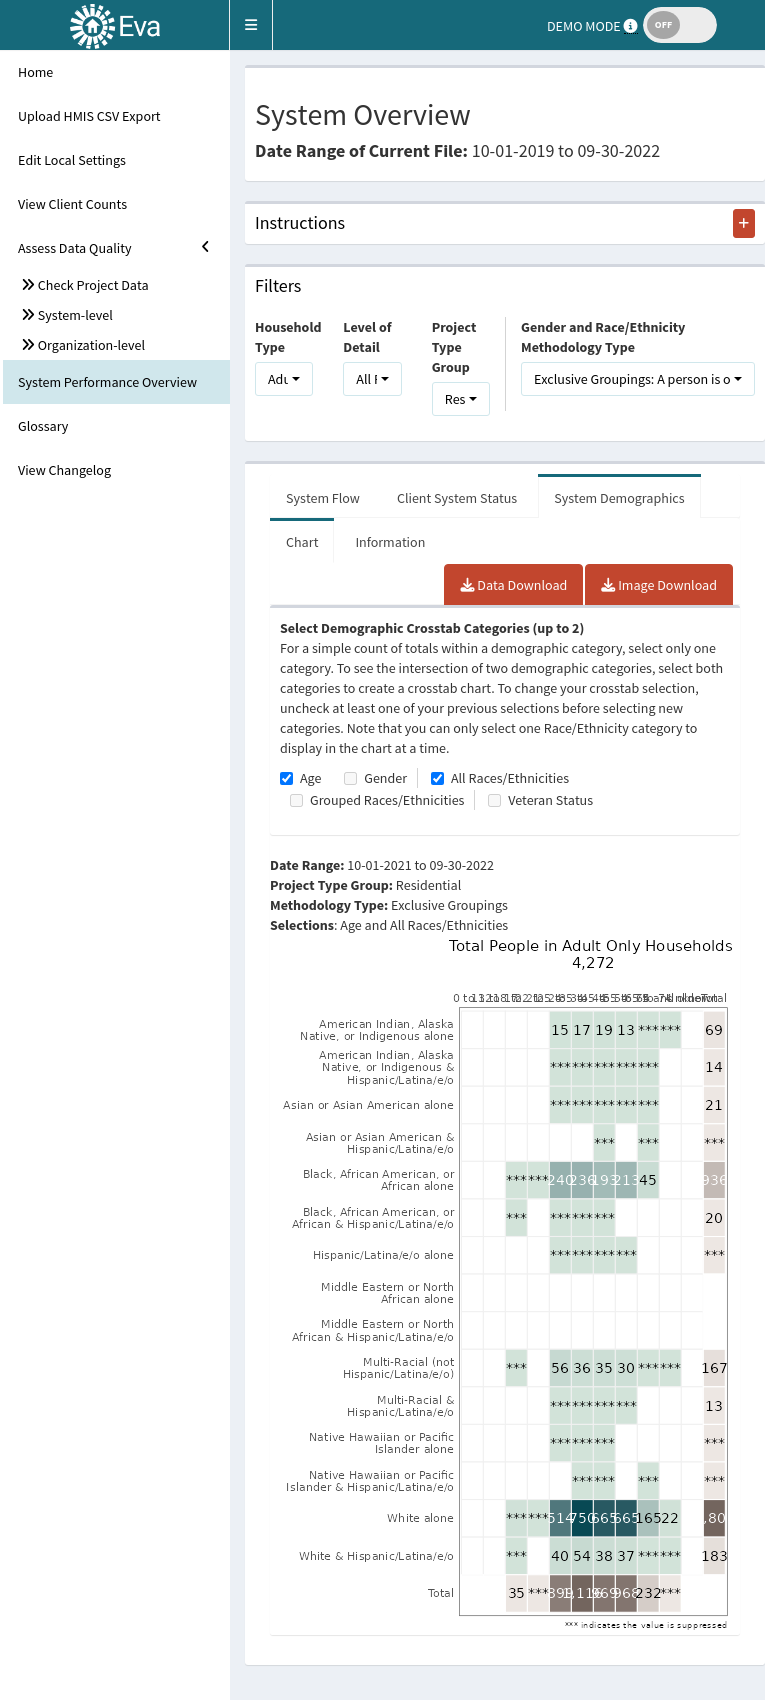 Eva
DEMO MODE OFF
Home
Upload HMIS CSV Export
Edit Local Settings
View Client Counts
Assess Data Quality
Check Project Data
System-level
Organization-level
System Performance Overview
Glossary
View Changelog
System Overview
Date Range of Current File: 10-01-2019 to 09-30-2022
Instructions
+
Filters
Household Type
Level of Detail
Project Type Group
Gender and Race/Ethnicity Methodology Type
Adu
All
Res
Exclusive Groupings: A person is o
System Flow Client System Status System Demographics
Chart Information
Data Download Image Download
Select Demographic Crosstab Categories (up to 2)
For a simple count of totals within a demographic category, select only one
category. To see the intersection of two demographic categories, select both
categories to create a crosstab chart. To change your crosstab selection,
uncheck at least one of your previous selections before selecting new
categories. Note that you can only select one Race/Ethnicity category to
display in the chart at a time.
Age Gender All Races/Ethnicities
Grouped Races/Ethnicities Veteran Status
Date Range: 10-01-2021 to 09-30-2022
Project Type Group: Residential
Methodology Type: Exclusive Groupings
Selections: Age and All Races/Ethnicities
Total People in Adult Only Households
4,272
Total
American Indian, Alaska
Native, or Indigenous alone
15 17 19 13 *** *** 69
American Indian, Alaska
Native, or Indigenous &
Hispanic/Latina/e/o
*** *** *** *** *** 14
Asian or Asian American alone
*** *** *** *** *** 21
Asian or Asian American &
Hispanic/Latina/e/o
*** *** ***
Black, African American, or
African alone
*** *** 240 236 193 213 45 936
Black, African American, or
African & Hispanic/Latina/e/o
*** *** *** *** 20
Hispanic/Latina/e/o alone
*** *** *** *** ***
Middle Eastern or North
African alone
Middle Eastern or North
African & Hispanic/Latina/e/o
Multi-Racial (not
Hispanic/Latina/e/o)
*** 56 36 35 30 *** *** 167
Multi-Racial &
Hispanic/Latina/e/o
*** *** *** *** 13
Native Hawaiian or Pacific
Islander alone
*** *** *** ***
Native Hawaiian or Pacific
Islander & Hispanic/Latina/e/o
*** *** *** ***
White alone
*** *** 514 750 665 665 165 22
White & Hispanic/Latina/e/o
*** 40 54 38 37 *** *** 183
Total
35 *** 899 1,116 969 968 232 ***
*** indicates the value is suppressed